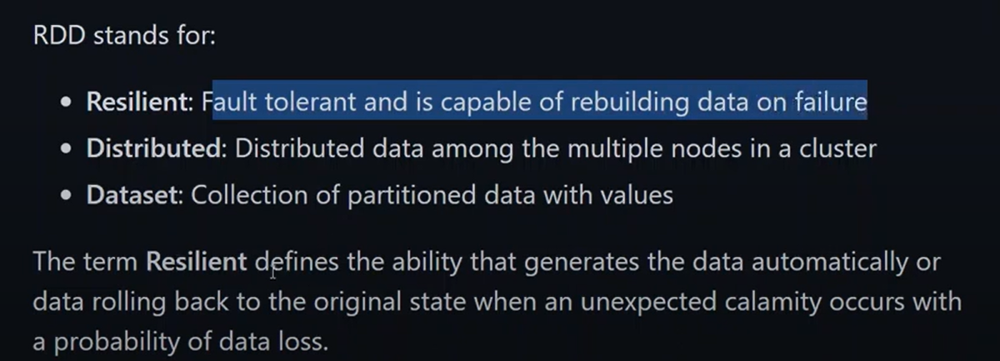 RDD stands for:
• Resilient: Fault tolerant and is capable of rebuilding data on failure
• Distributed: Distributed data among the multiple nodes in a cluster
• Dataset: Collection of partitioned data with values
The term Resilient defines the ability that generates the data automatically or
data rolling back to the original state when an unexpected calamity occurs with
a probability of data loss.